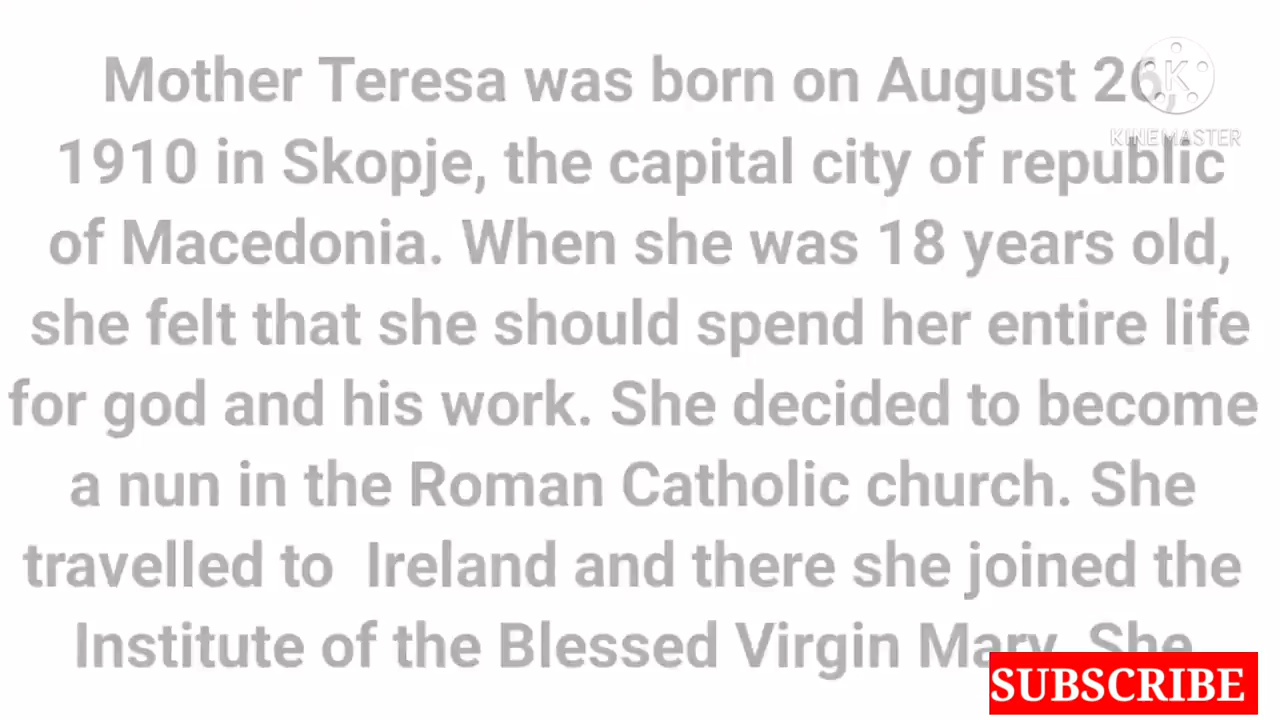 Mother Teresa was born on August 26,
1910 in Skopje, the capital city of republic
of Macedonia. When she was 18 years old,
she felt that she should spend her entire life
for god and his work. She decided to become
a nun in the Roman Catholic church. She
travelled to Ireland and there she joined the
Institute of the Blessed Virgin Mary. She
K
KINEMASTER
SUBSCRIBE